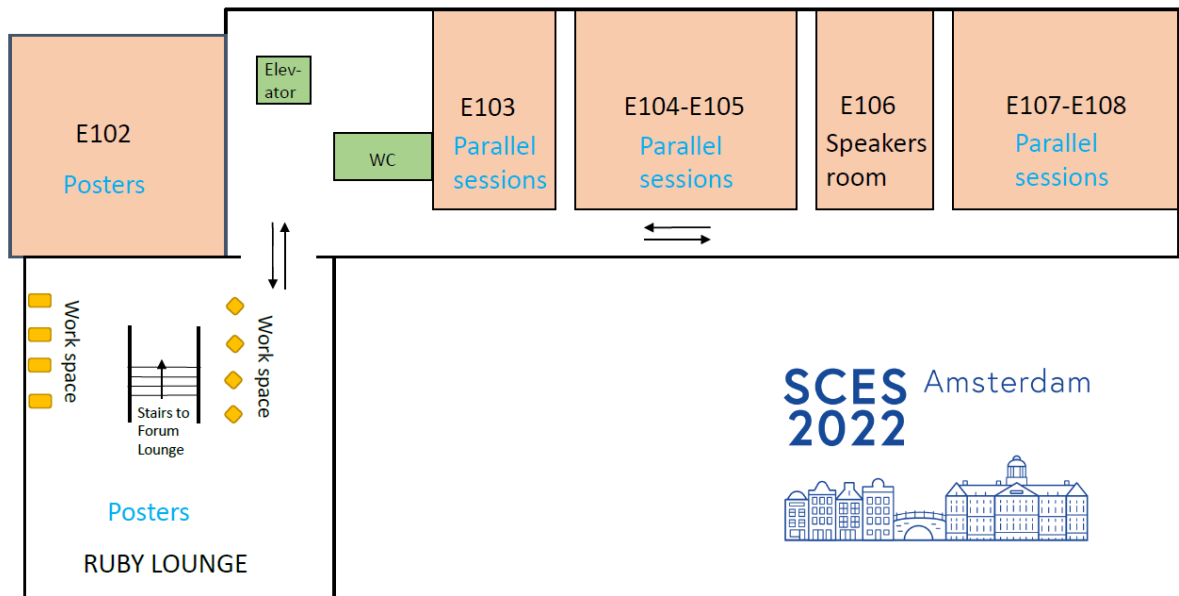 E102
Posters
Elev-
ator
WC
E103
Parallel
sessions
E104-E105
Parallel
sessions
E106
Speakers
room
E107-E108
Parallel
sessions
Work space
Work space
Stairs to
Forum
Lounge
Posters
RUBY LOUNGE
SCES Amsterdam
2022